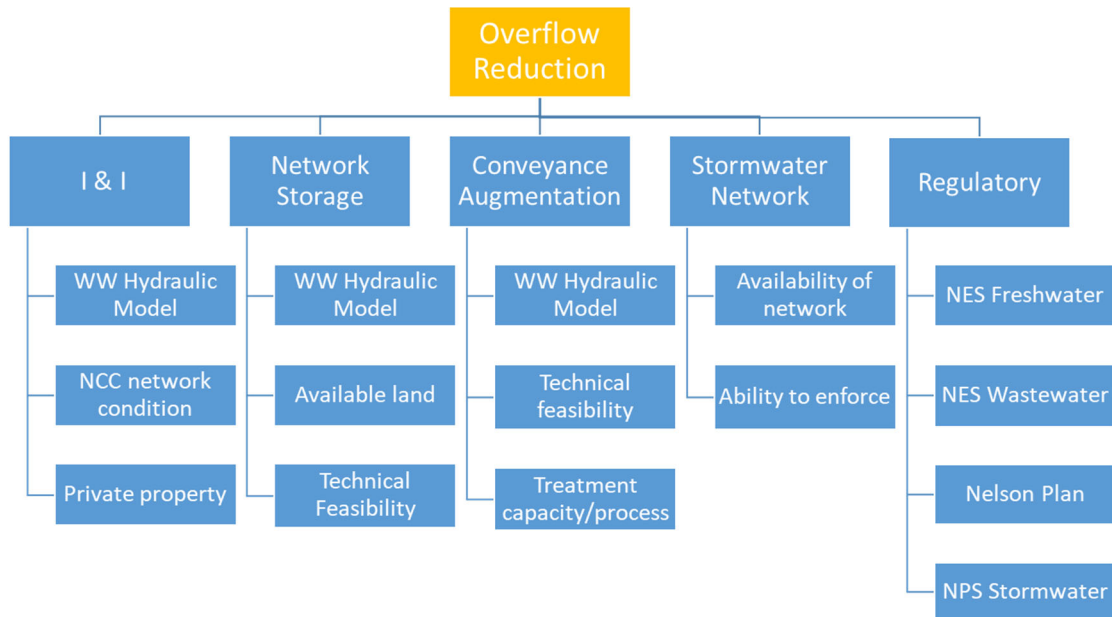 Overflow
Reduction
I & I
Network
Storage
Conveyance
Augmentation
Stormwater
Network
Regulatory
WW Hydraulic
Model
NCC network
condition
Private property
WW Hydraulic
Model
Available land
Technical
Feasibility
WW Hydraulic
Model
Technical
feasibility
Treatment
capacity/process
Availability of
network
Ability to enforce
NES Freshwater
NES Wastewater
Nelson Plan
NPS Stormwater